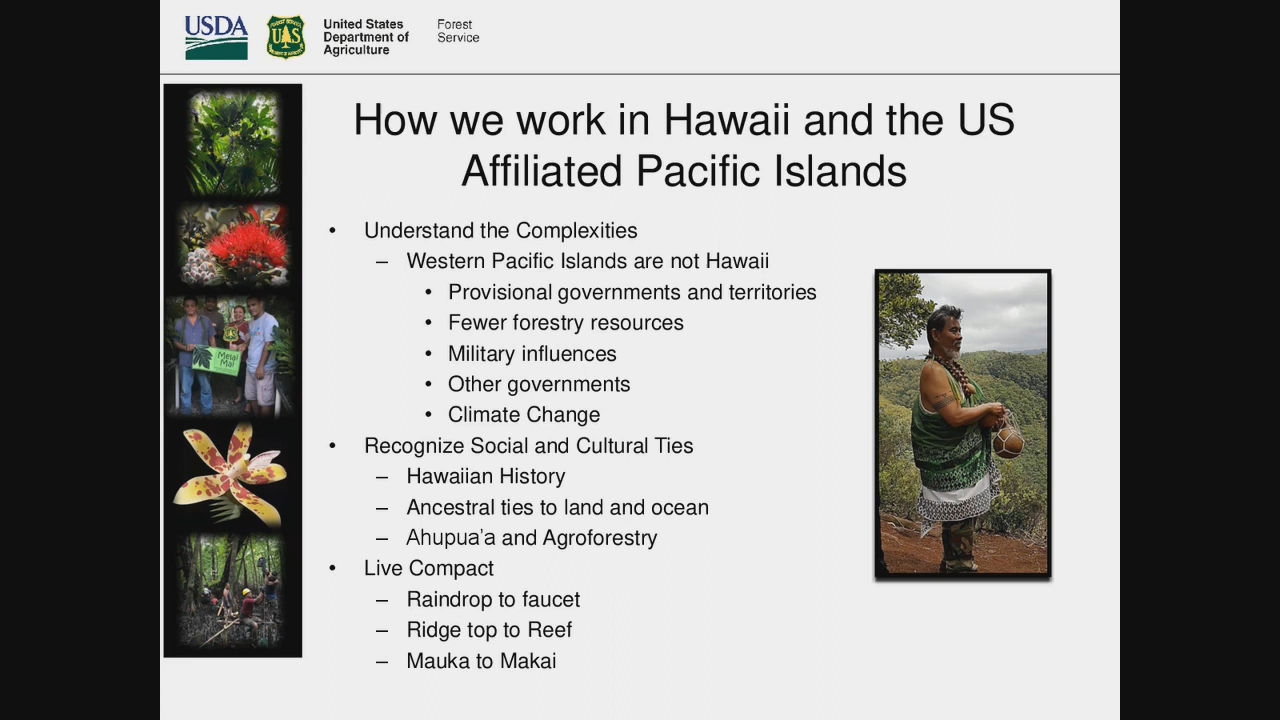 USDA
United States
Department of
Agriculture
Forest
Service
How we work in Hawaii and the US
Affiliated Pacific Islands
• Understand the Complexities
– Western Pacific Islands are not Hawaii
• Provisional governments and territories
• Fewer forestry resources
• Military influences
• Other governments
• Climate Change
• Recognize Social and Cultural Ties
– Hawaiian History
– Ancestral ties to land and ocean
– Ahupua’a and Agroforestry
• Live Compact
– Raindrop to faucet
– Ridge top to Reef
– Mauka to Makai